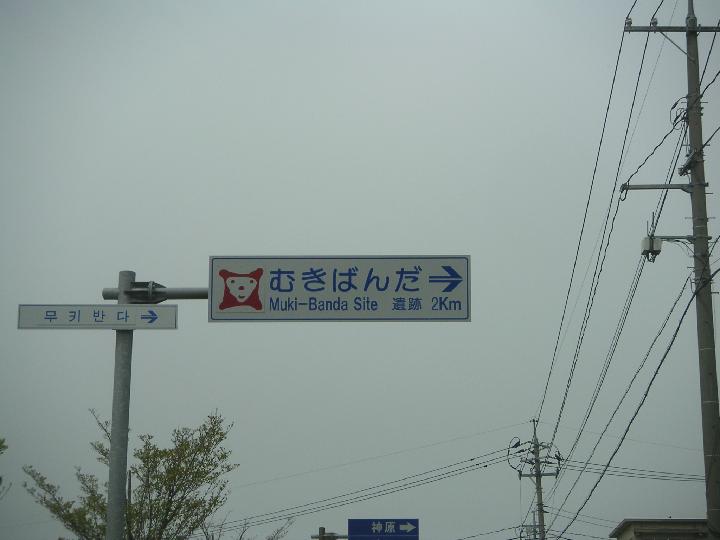 むきばんだ →
Muki-Banda Site 遺跡 2Km
무키반다 →
神原 →